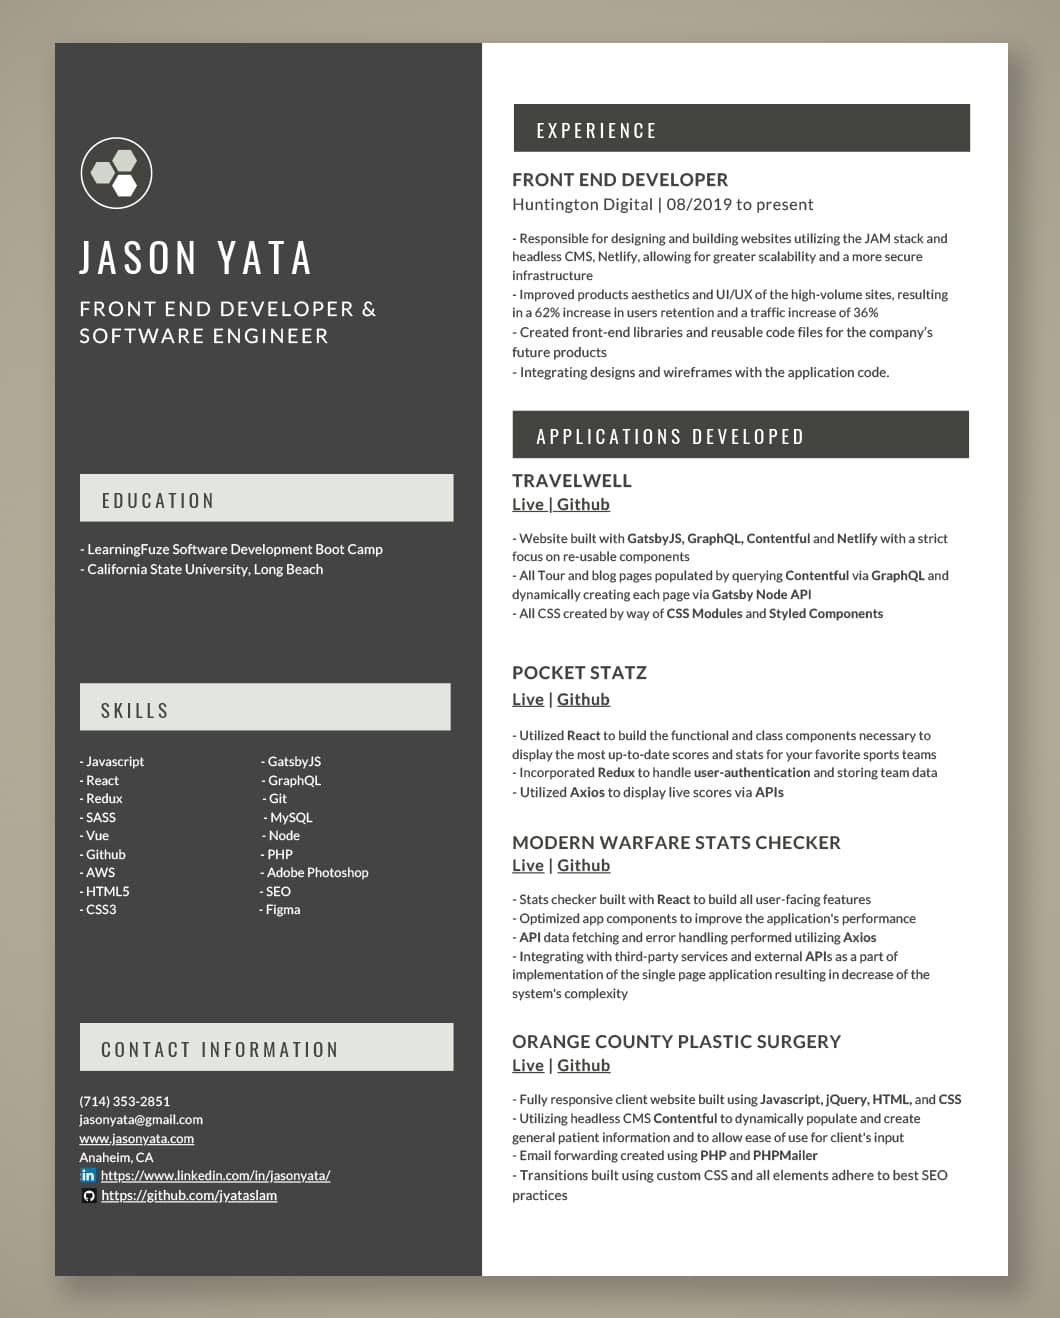 JASON YATA
FRONT END DEVELOPER &
SOFTWARE ENGINEER
EDUCATION
- LearningFuze Software Development Boot Camp
- California State University, Long Beach
SKILLS
- Javascript
- React
- Redux
- SASS
- Vue
- Github
- AWS
- HTML5
- CSS3
- GatsbyJS
- GraphQL
- Git
- MySQL
- Node
- PHP
- Adobe Photoshop
- SEO
- Figma
CONTACT INFORMATION
(714) 353-2851
jasonyata@gmail.com
www.jasonyata.com
Anaheim, CA
in https://www.linkedin.com/in/jasonyata/
https://github.com/jyataslam
EXPERIENCE
FRONT END DEVELOPER
Huntington Digital | 08/2019 to present
- Responsible for designing and building websites utilizing the JAM stack and
headless CMS, Netlify, allowing for greater scalability and a more secure
infrastructure
- Improved products aesthetics and UI/UX of the high-volume sites, resulting
in a 62% increase in users retention and a traffic increase of 36%
- Created front-end libraries and reusable code files for the company’s
future products
- Integrating designs and wireframes with the application code.
APPLICATIONS DEVELOPED
TRAVELWELL
Live | Github
- Website built with GatsbyJS, GraphQL, Contentful and Netlify with a strict
focus on re-usable components
- All Tour and blog pages populated by querying Contentful via GraphQL and
dynamically creating each page via Gatsby Node API
- All CSS created by way of CSS Modules and Styled Components
POCKET STATZ
Live | Github
- Utilized React to build the functional and class components necessary to
display the most up-to-date scores and stats for your favorite sports teams
- Incorporated Redux to handle user-authentication and storing team data
- Utilized Axios to display live scores via APIs
MODERN WARFARE STATS CHECKER
Live | Github
- Stats checker built with React to build all user-facing features
- Optimized app components to improve the application's performance
- API data fetching and error handling performed utilizing Axios
- Integrating with third-party services and external APIs as a part of
implementation of the single page application resulting in decrease of the
system's complexity
ORANGE COUNTY PLASTIC SURGERY
Live | Github
- Fully responsive client website built using Javascript, jQuery, HTML, and CSS
- Utilizing headless CMS Contentful to dynamically populate and create
general patient information and to allow ease of use for client's input
- Email forwarding created using PHP and PHPMailer
- Transitions built using custom CSS and all elements adhere to best SEO
practices